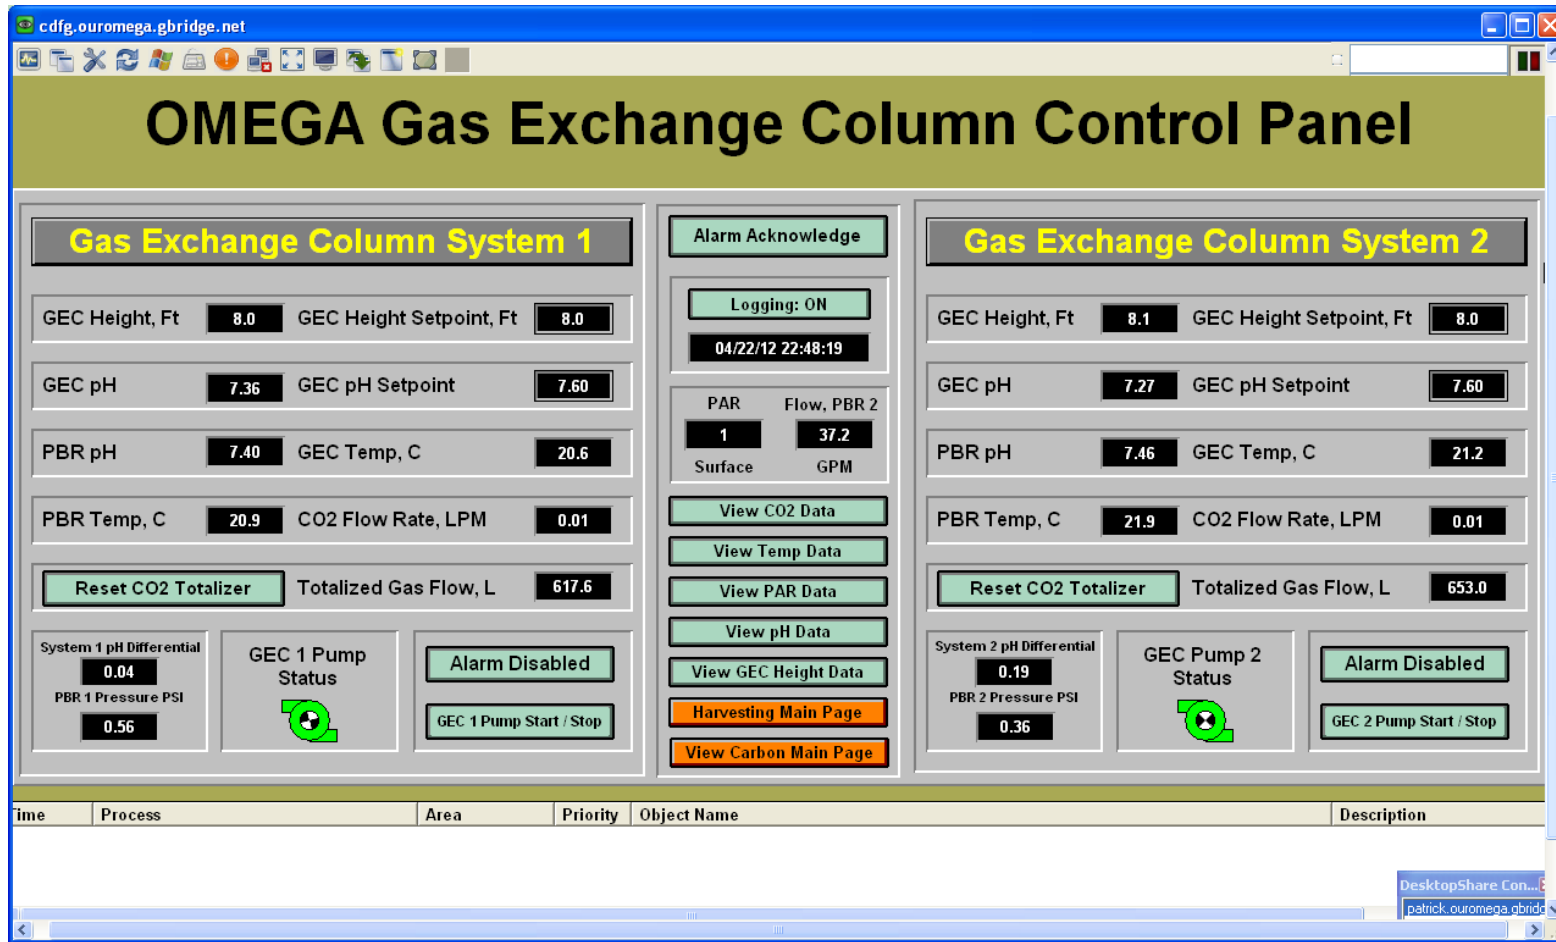 cdfg.ouromega.gbridge.net
OMEGA Gas Exchange Column Control Panel
Gas Exchange Column System 1
GEC Height, Ft 8.0 GEC Height Setpoint, Ft 8.0
GEC pH 7.36 GEC pH Setpoint 7.60
PBR pH 7.40 GEC Temp, C 20.6
PBR Temp, C 20.9 CO2 Flow Rate, LPM 0.01
Reset CO2 Totalizer Totalized Gas Flow, L 617.6
System 1 pH Differential
0.04
PBR 1 Pressure PSI
0.56
GEC 1 Pump
Status
Alarm Disabled
GEC 1 Pump Start / Stop
Alarm Acknowledge
Logging: ON
04/22/12 22:48:19
PAR Flow, PBR 2
1 37.2
Surface GPM
View CO2 Data
View Temp Data
View PAR Data
View pH Data
View GEC Height Data
Harvesting Main Page
View Carbon Main Page
Gas Exchange Column System 2
GEC Height, Ft 8.1 GEC Height Setpoint, Ft 8.0
GEC pH 7.27 GEC pH Setpoint 7.60
PBR pH 7.46 GEC Temp, C 21.2
PBR Temp, C 21.9 CO2 Flow Rate, LPM 0.01
Reset CO2 Totalizer Totalized Gas Flow, L 653.0
System 2 pH Differential
0.19
PBR 2 Pressure PSI
0.36
GEC Pump 2
Status
Alarm Disabled
GEC 2 Pump Start / Stop
Time Process Area Priority Object Name Description
DesktopShare Con...
patrick.ouromega.gbridg